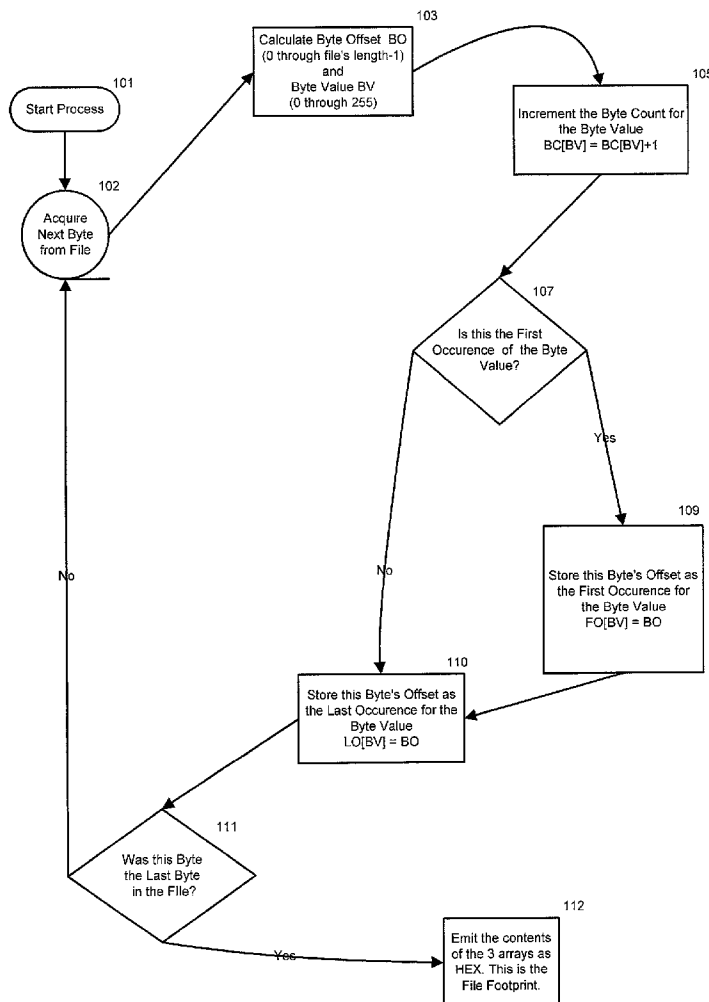 101
Start Process
102
Acquire
Next Byte
from File
103
Calculate Byte Offset BO
(0 through file's length-1)
and
Byte Value BV
(0 through 255)
105
Increment the Byte Count for
the Byte Value
BC[BV] = BC[BV]+1
107
Is this the First
Occurence of the Byte
Value?
Yes
No
109
Store this Byte's Offset as
the First Occurence for
the Byte Value
FO[BV] = BO
110
Store this Byte's Offset as
the Last Occurence for the
Byte Value
LO[BV] = BO
111
Was this Byte
the Last Byte
in the File?
No
Yes
112
Emit the contents
of the 3 arrays as
HEX. This is the
File Footprint.